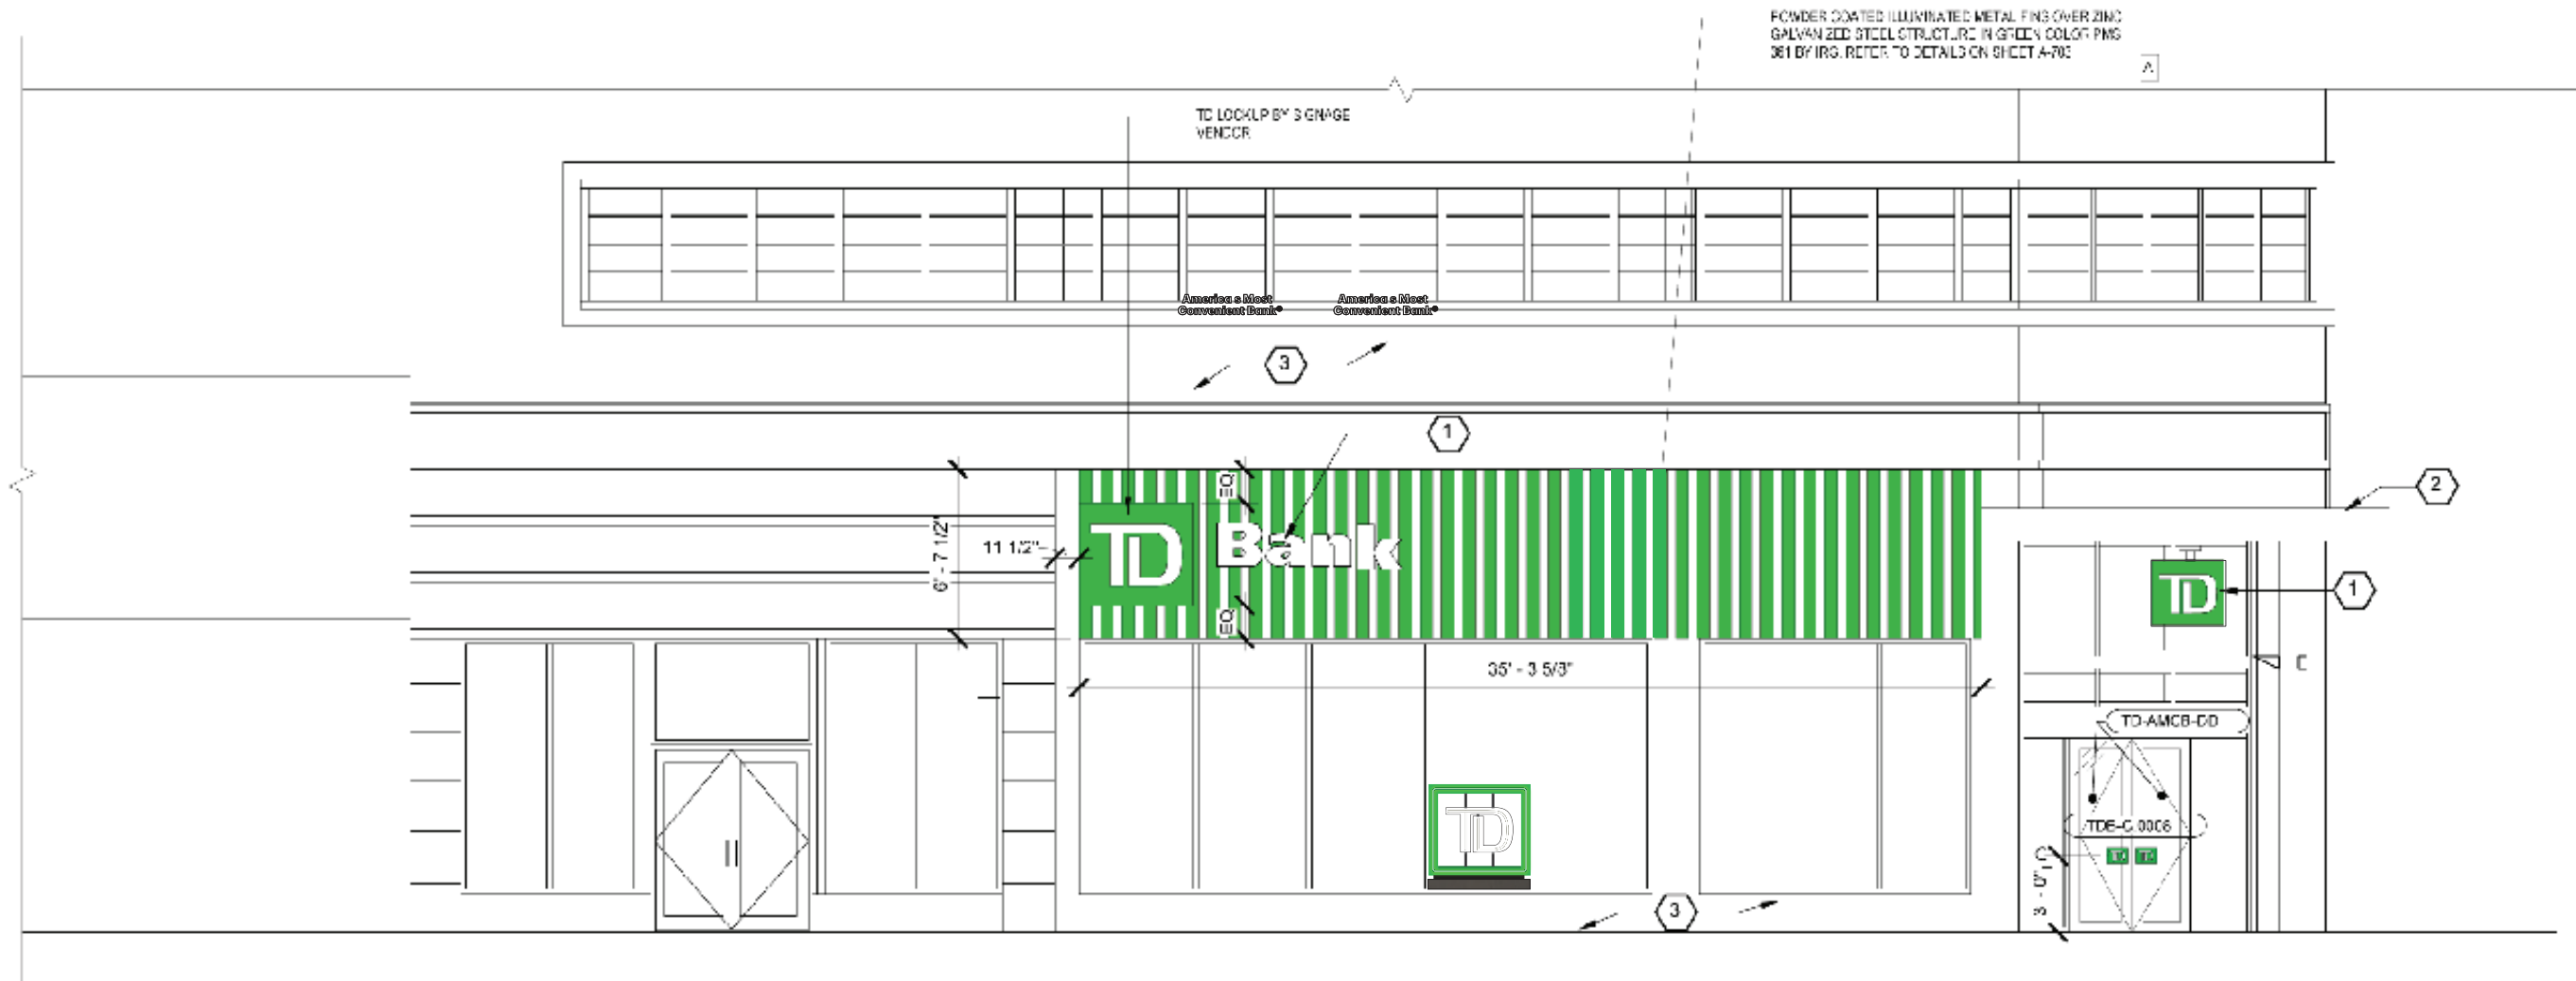 POWDER COATED ILLUMINATED METAL FINS OVER ZINC
GALVANIZED STEEL STRUCTURE IN GREEN COLOR PMS
361 BY IRG. REFER TO DETAILS ON SHEET A-703
A
TD LOCKUP BY SIGNAGE
VENDOR
America s Most
Convenient Bank®
America s Most
Convenient Bank®
3
1
2
EQ
6' - 7 1/2"
11 1/2"
TD Bank
EQ
TD
1
35' - 3 5/8"
TD-AMCB-DD
TD
3' - 0"
TD TD
3